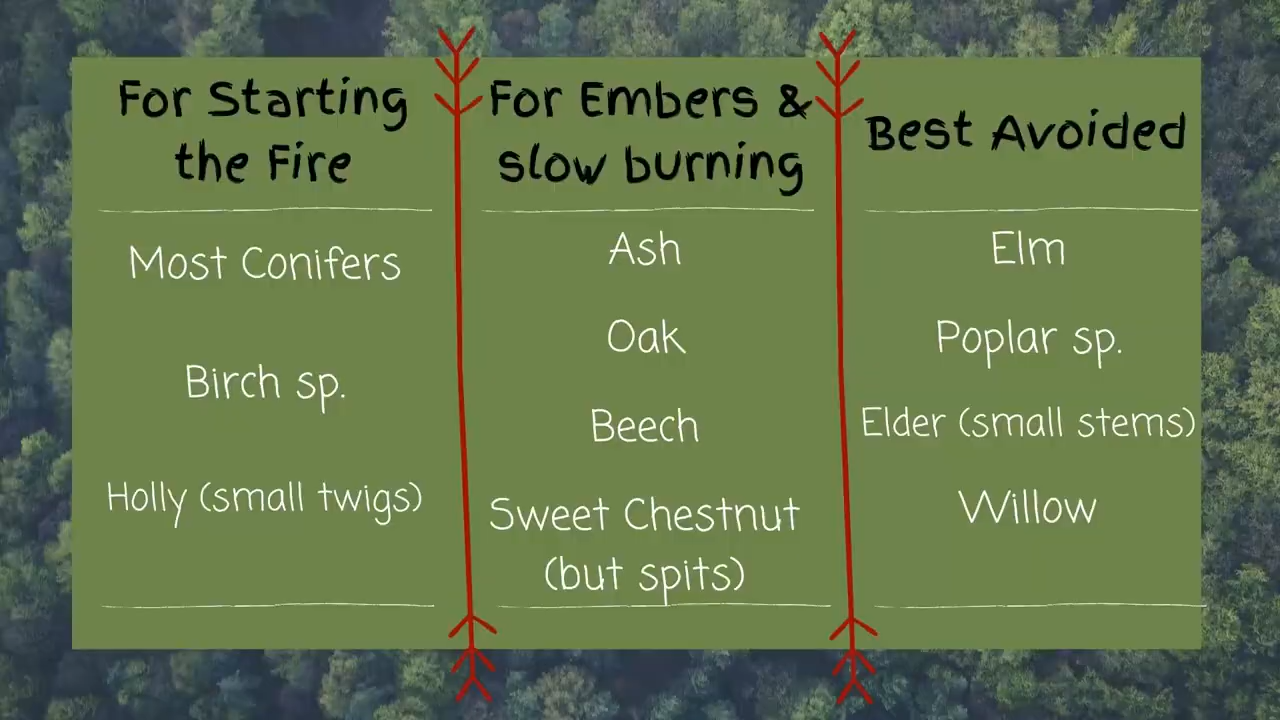 For Starting
the Fire
Most Conifers
Birch sp.
Holly (small twigs)
For Embers &
slow burning
Ash
Oak
Beech
Sweet Chestnut
(but spits)
Best Avoided
Elm
Poplar sp.
Elder (small stems)
Willow